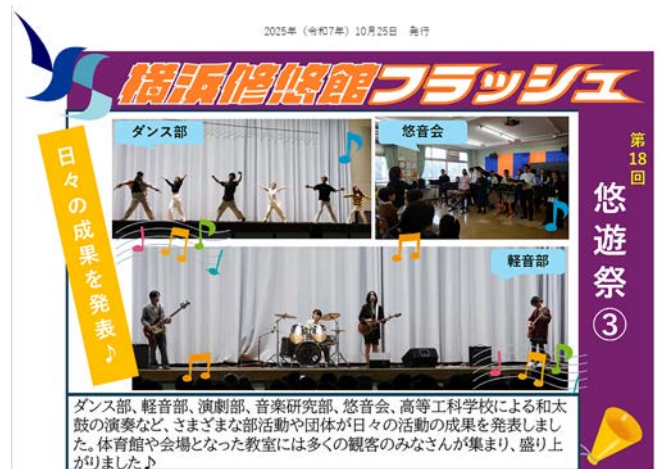 2025年（令和7年）10月25日　発行
横浜修悠館フラッシュ
ダンス部
悠音会
第18回
悠遊祭③
日々の成果を発表♪
軽音部
ダンス部、軽音部、演劇部、音楽研究部、悠音会、高等工科学校による和太
鼓の演奏など、さまざまな部活動や団体が日々の活動の成果を発表しまし
た。体育館や会場となった教室には多くの観客のみなさんが集まり、盛り上
がりました♪